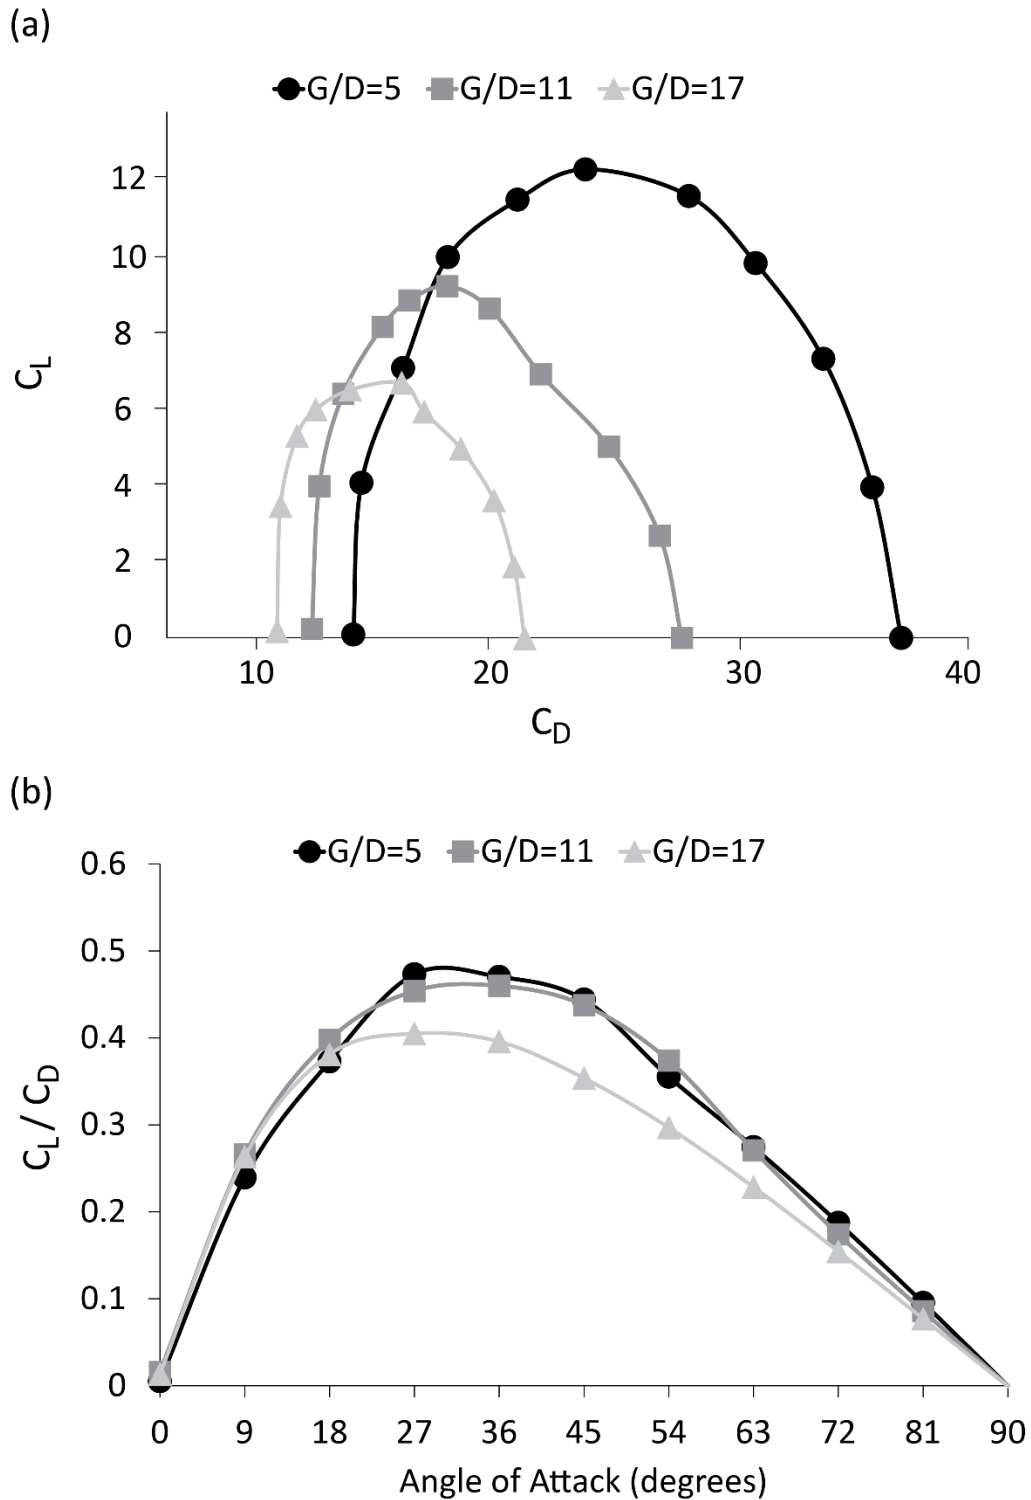 (a)
G/D=5 G/D=11 G/D=17
12
10
8
6
4
2
0
C_L
10 20 30 40
C_D
(b)
G/D=5 G/D=11 G/D=17
0.6
0.5
0.4
0.3
0.2
0.1
0
C_L / C_D
0 9 18 27 36 45 54 63 72 81 90
Angle of Attack (degrees)